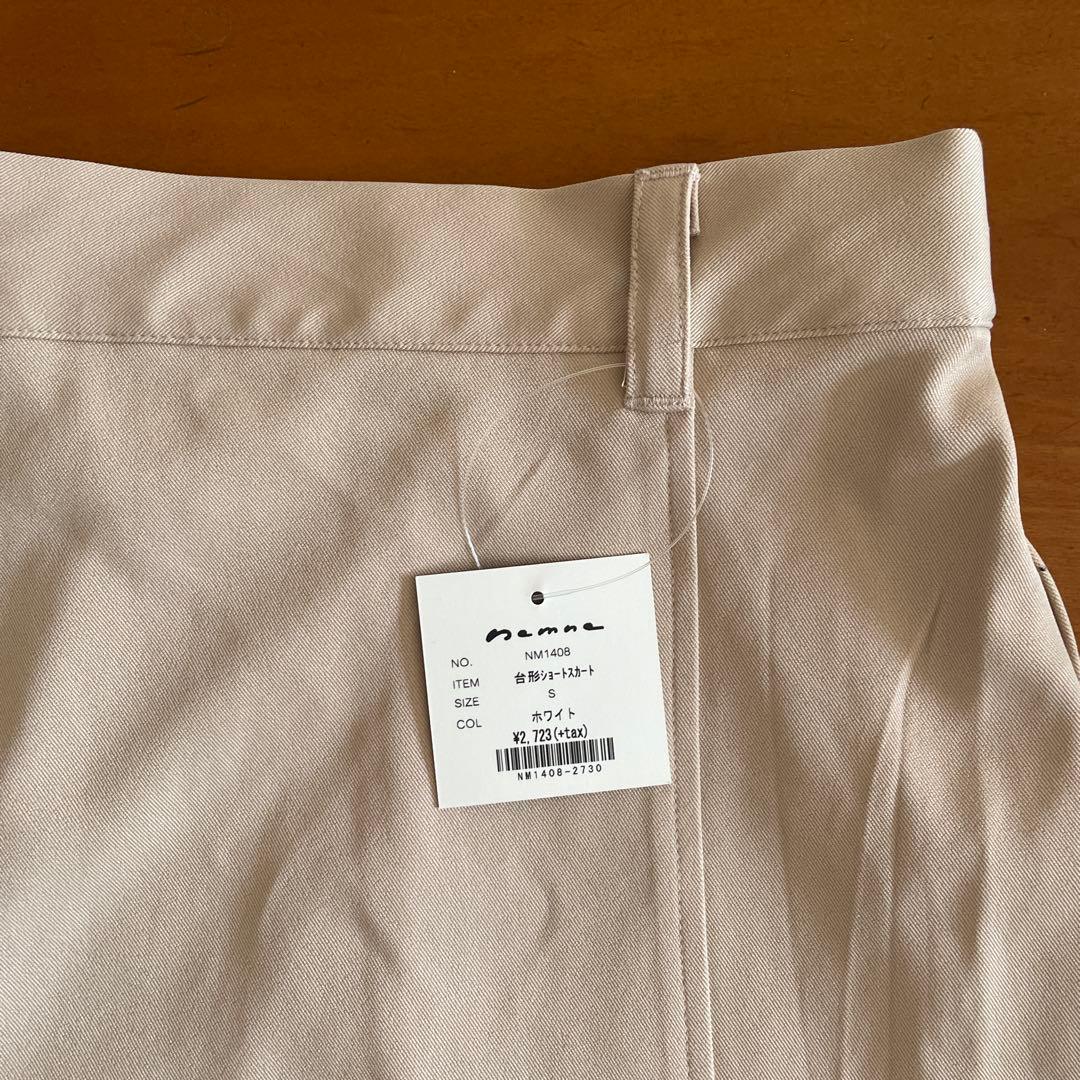 nemne
NO. NM1408
ITEM 台形ショートスカート
SIZE S
COL ホワイト
¥2,723(+tax)
NM1408-2730